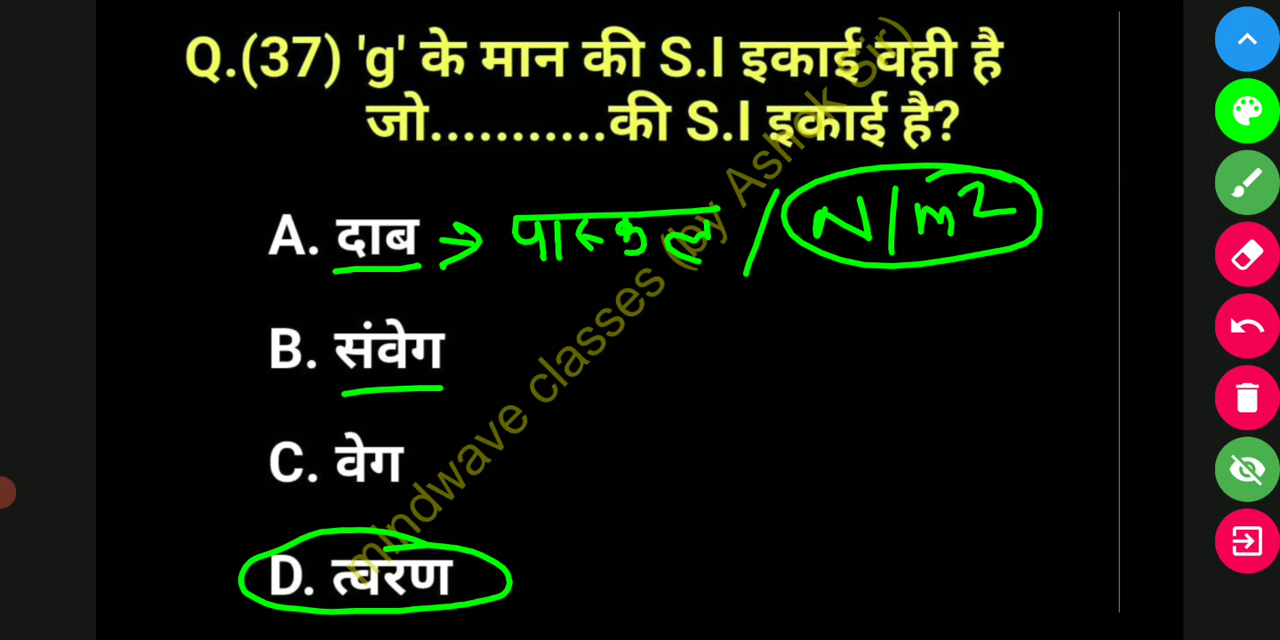 Q.(37) 'g' के मान की S.I इकाई वही है
जो...........की S.I इकाई है?
A. दाब → पास्कल / N/m²
B. संवेग
C. वेग
D. त्वरण
mindwave classes (by Ashok Sir)